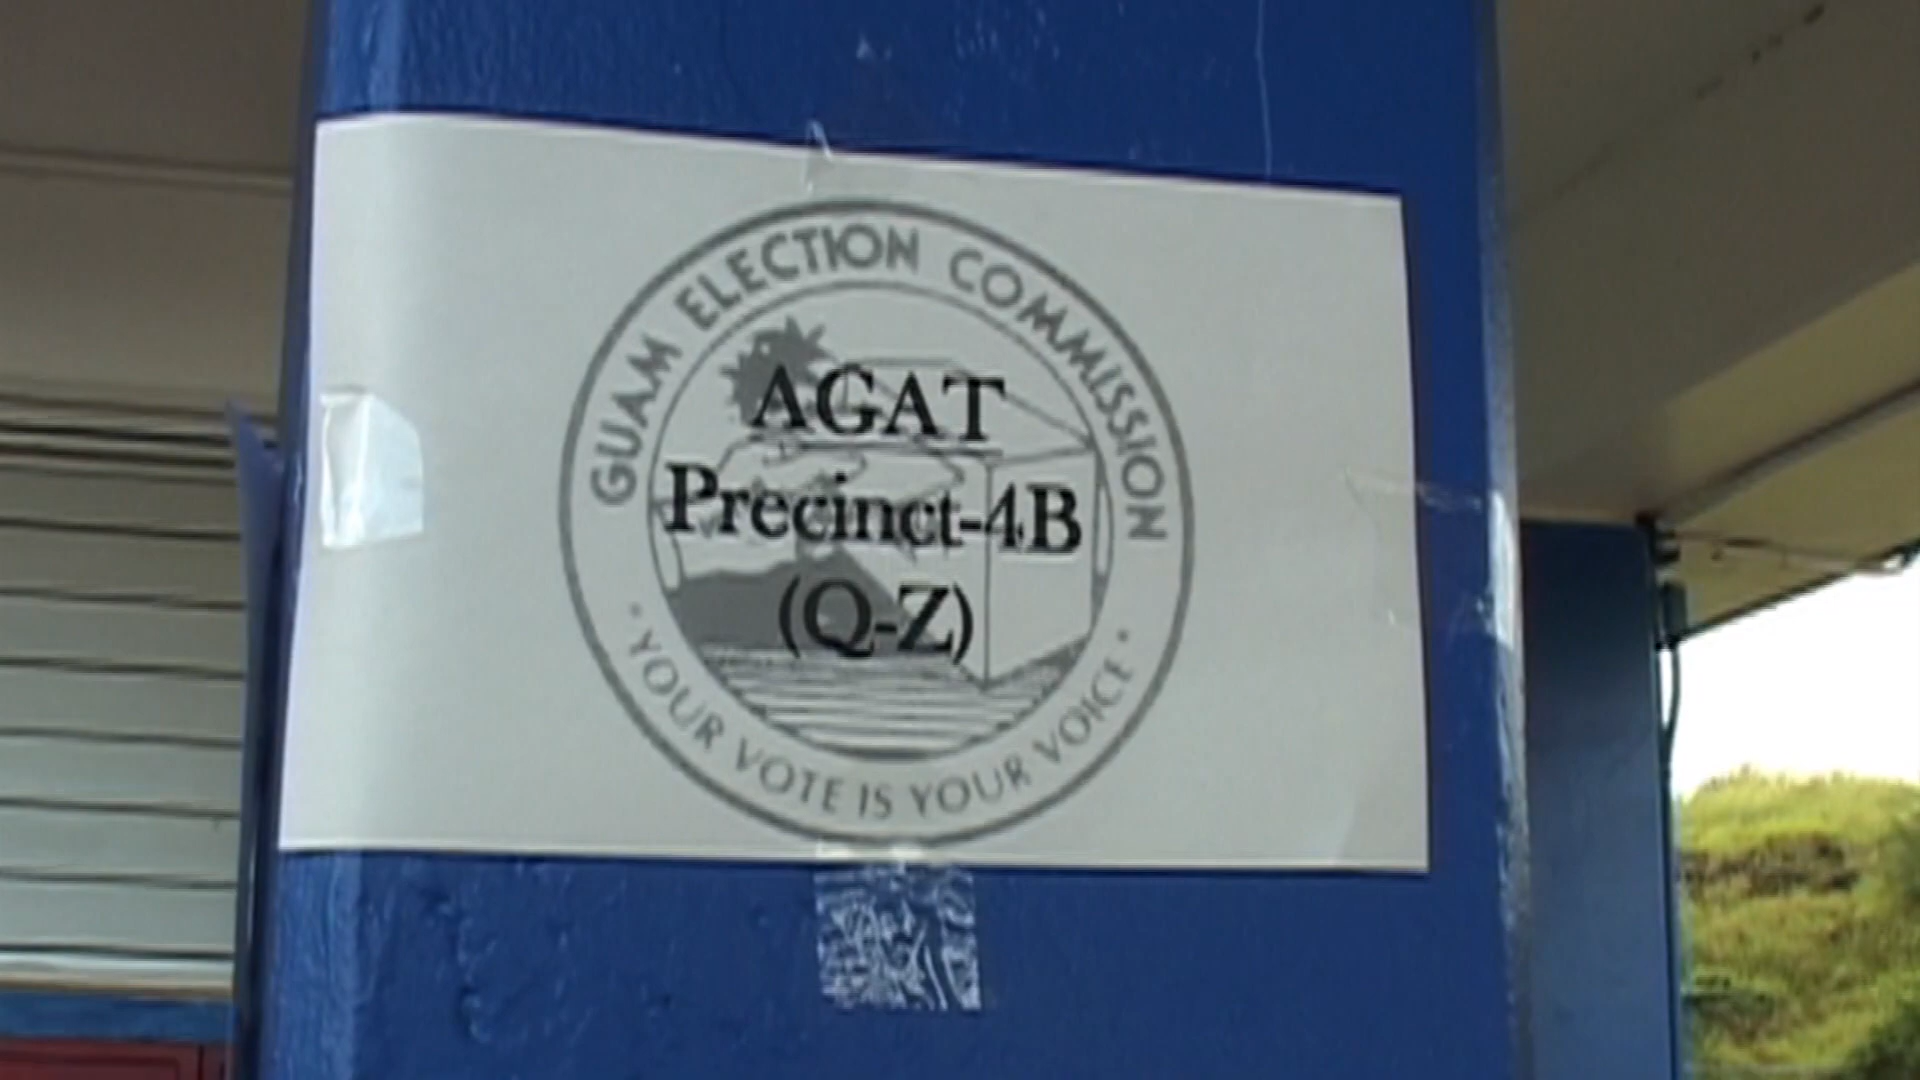 GUAM ELECTION COMMISSION
AGAT
Precinct-4B
(Q-Z)
· YOUR VOTE IS YOUR VOICE ·